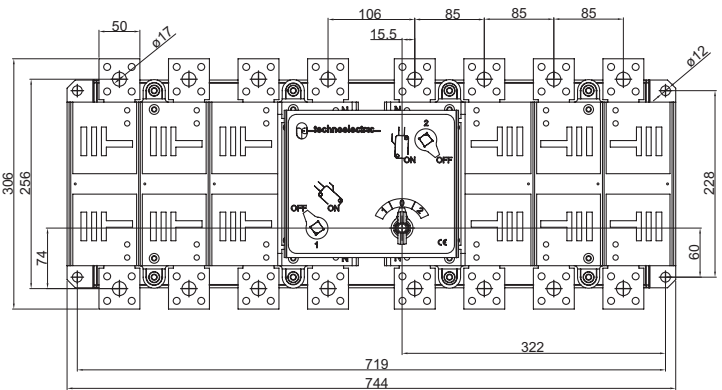 106 85 85 85
50 ø17 15.5 ø12
N N
technoelectric 2
ON OFF
306 256 228
OFF ON
1 0 2
74 60
1 CE
N N
322
719
744